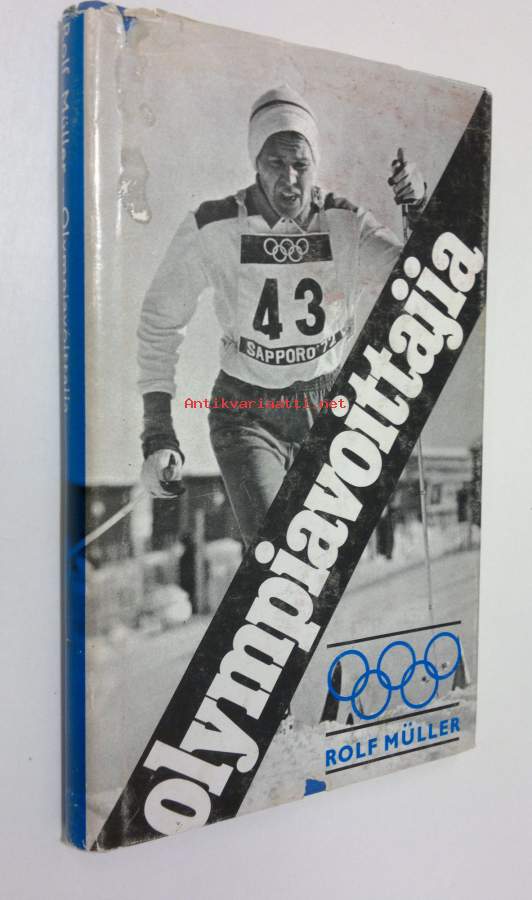 Rolf Müller — Olympiavoittajia
43
SAPPORO'72
Antikvariaatti.net
olympiavoittajia
ROLF MÜLLER